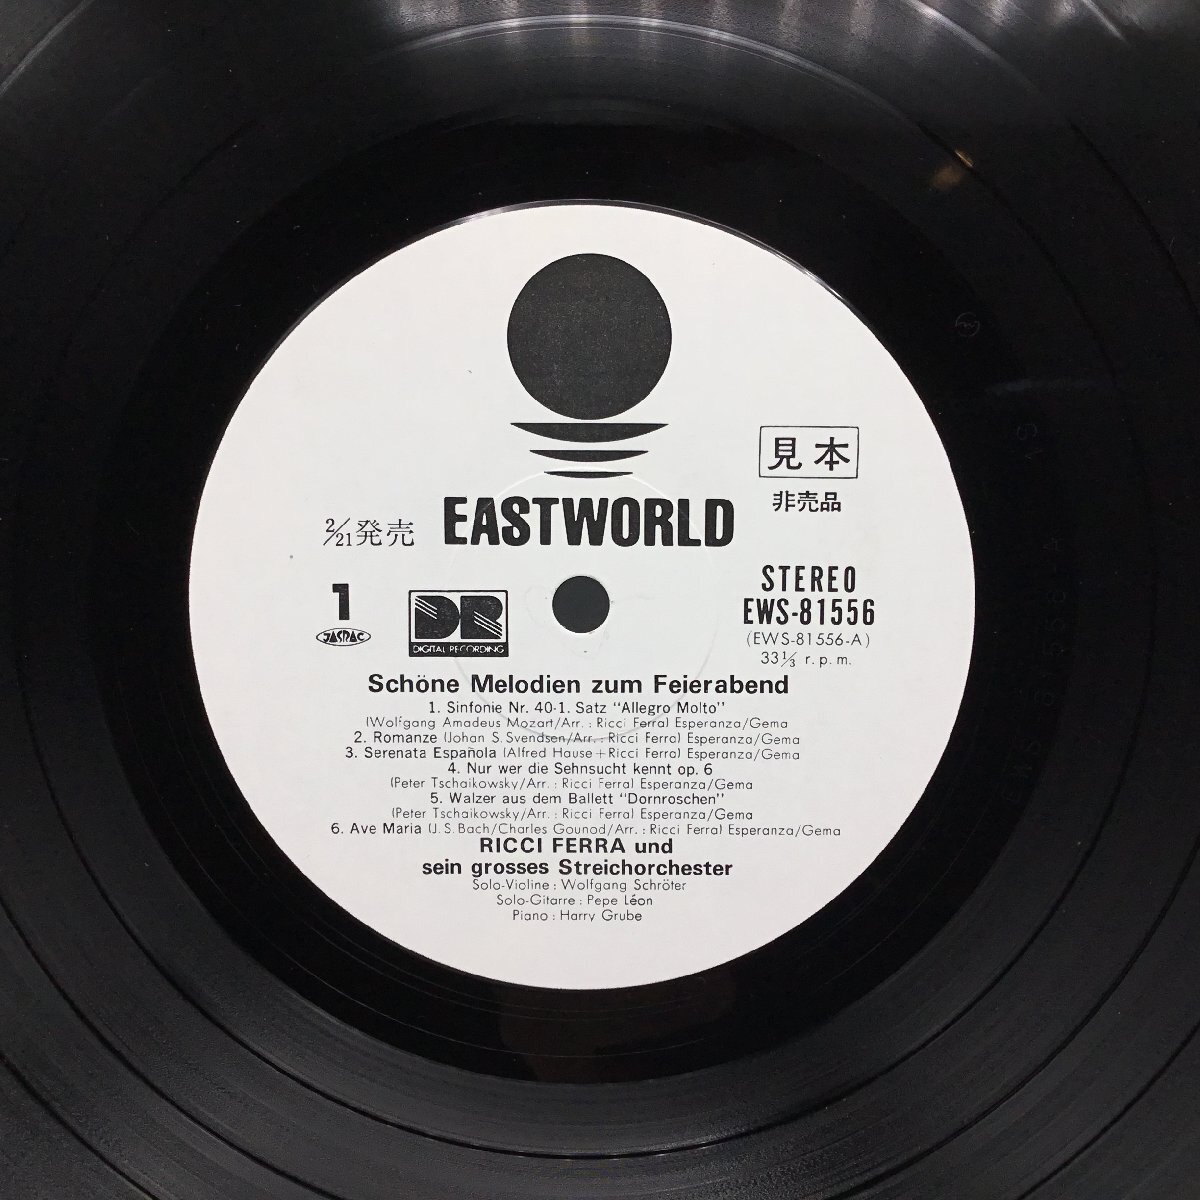 見本
非売品
2/21発売
EASTWORLD
STEREO
EWS-81556
(EWS-81556-A)
33⅓ r.p.m.
1
JASRAC
DR
DIGITAL RECORDING
Schöne Melodien zum Feierabend
1. Sinfonie Nr. 40-1. Satz "Allegro Molto"
(Wolfgang Amadeus Mozart/Arr.: Ricci Ferra) Esperanza/Gema
2. Romanze (Johan S. Svendsen/Arr.: Ricci Ferra) Esperanza/Gema
3. Serenata Española (Alfred Hause+Ricci Ferra) Esperanza/Gema
4. Nur wer die Sehnsucht kennt op. 6
(Peter Tschaikowsky/Arr.: Ricci Ferra) Esperanza/Gema
5. Walzer aus dem Ballett "Dornroschen"
(Peter Tschaikowsky/Arr.: Ricci Ferra) Esperanza/Gema
6. Ave Maria (J.S.Bach/Charles Gounod/Arr.: Ricci Ferra) Esperanza/Gema
RICCI FERRA und
sein grosses Streichorchester
Solo-Violine: Wolfgang Schröter
Solo-Gitarre: Pepe Léon
Piano: Harry Grube